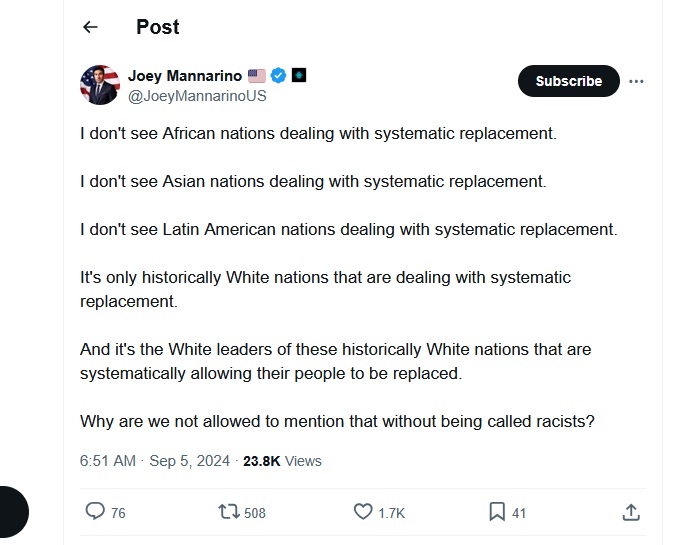 Post
Joey Mannarino
@JoeyMannarinoUS
Subscribe
I don't see African nations dealing with systematic replacement.
I don't see Asian nations dealing with systematic replacement.
I don't see Latin American nations dealing with systematic replacement.
It's only historically White nations that are dealing with systematic
replacement.
And it's the White leaders of these historically White nations that are
systematically allowing their people to be replaced.
Why are we not allowed to mention that without being called racists?
6:51 AM · Sep 5, 2024 · 23.8K Views
76 508 1.7K 41